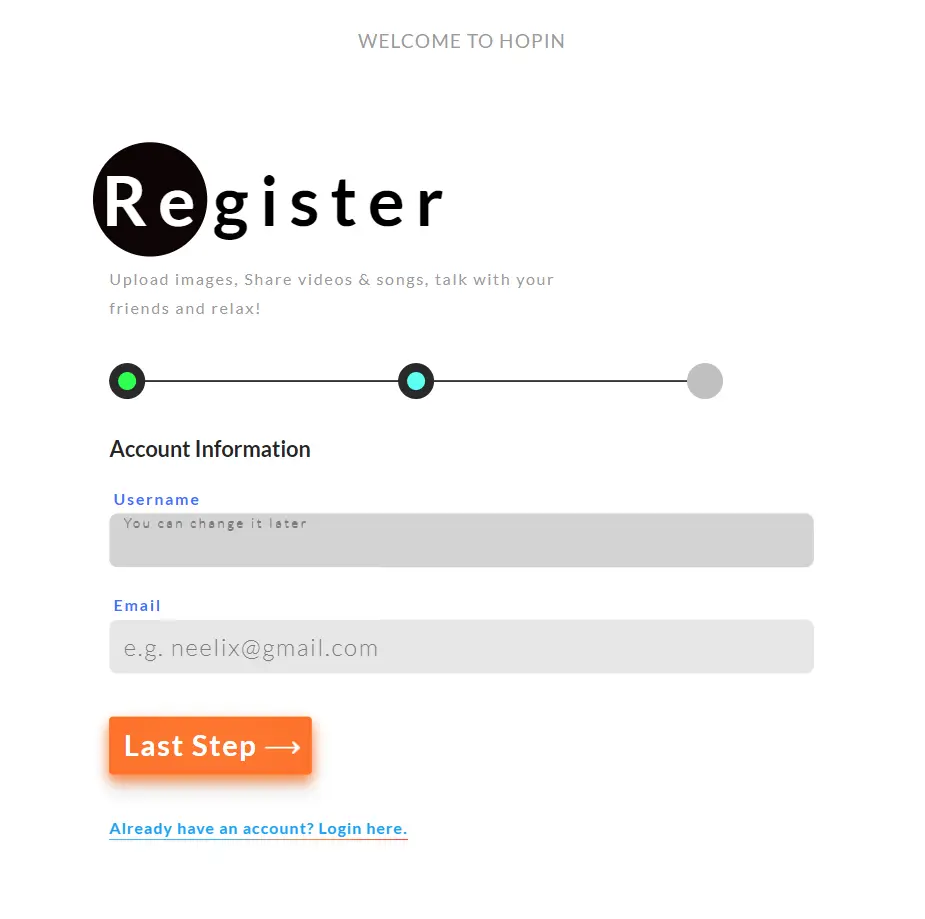 WELCOME TO HOPIN
Register
Upload images, Share videos & songs, talk with your
friends and relax!
Account Information
Username
You can change it later
Email
e.g. neelix@gmail.com
Last Step ⟶
Already have an account? Login here.